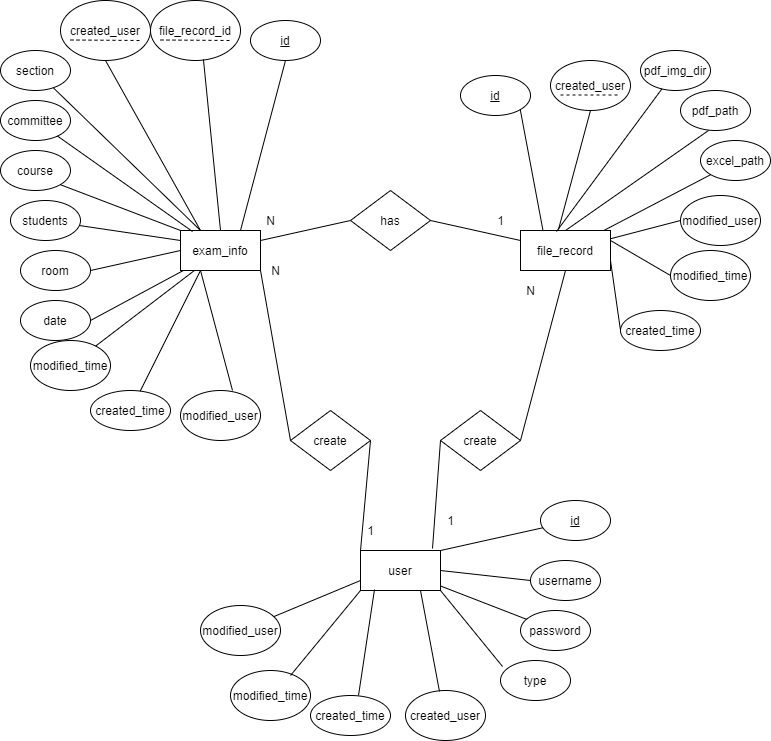 created_user
file_record_id
id
section
committee
course
students
room
date
modified_time
created_time
modified_user
exam_info
N
N
has
1
id
created_user
pdf_img_dir
pdf_path
excel_path
modified_user
modified_time
created_time
file_record
N
create
create
1
1
user
id
username
password
type
modified_user
modified_time
created_time
created_user